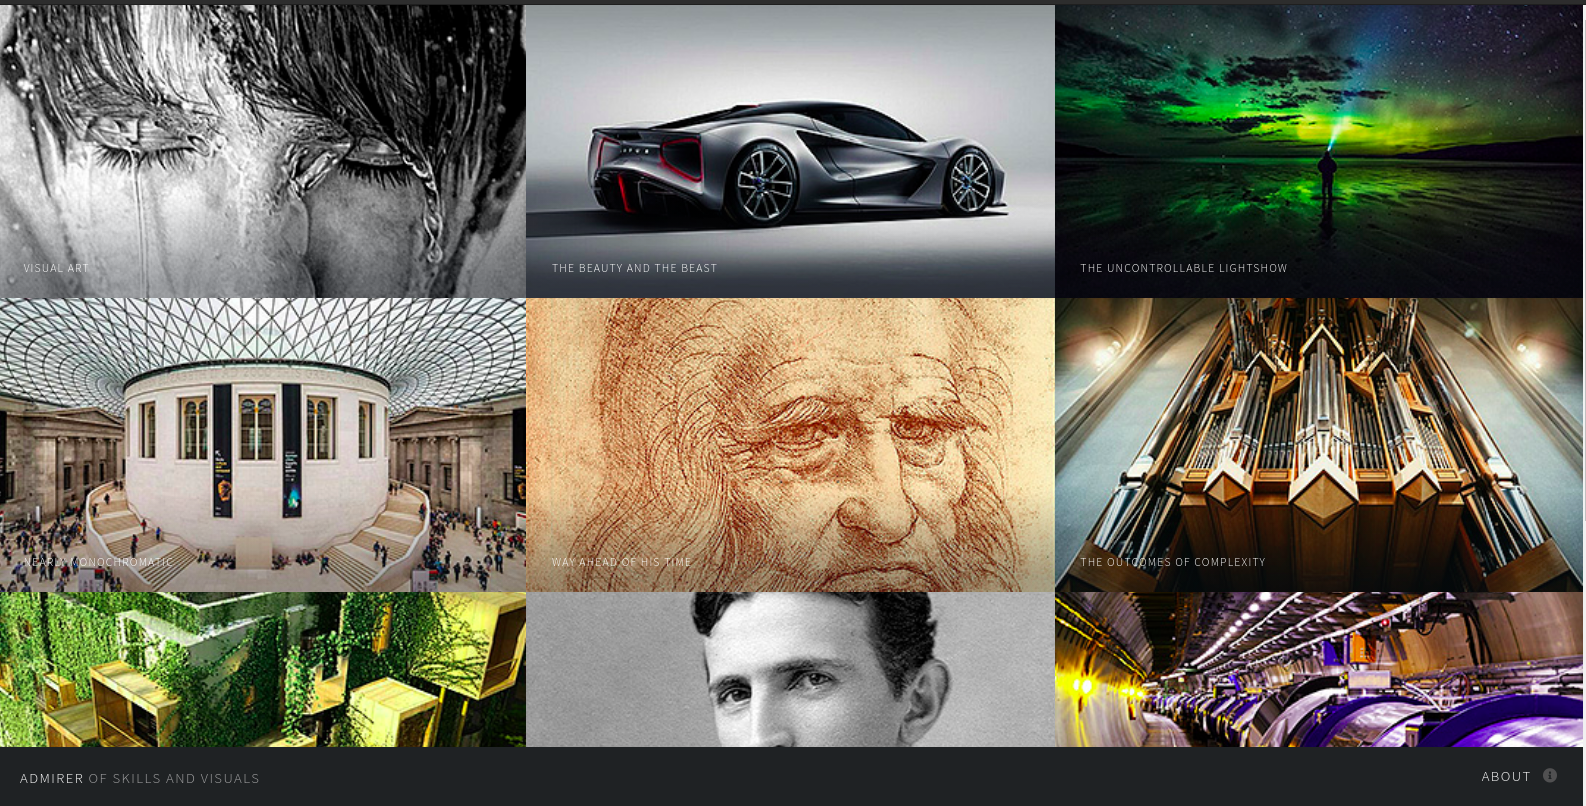 VISUAL ART
THE BEAUTY AND THE BEAST
THE UNCONTROLLABLE LIGHTSHOW
NEARLY MONOCHROMATIC
WAY AHEAD OF HIS TIME
THE OUTCOMES OF COMPLEXITY
ADMIRER OF SKILLS AND VISUALS
ABOUT